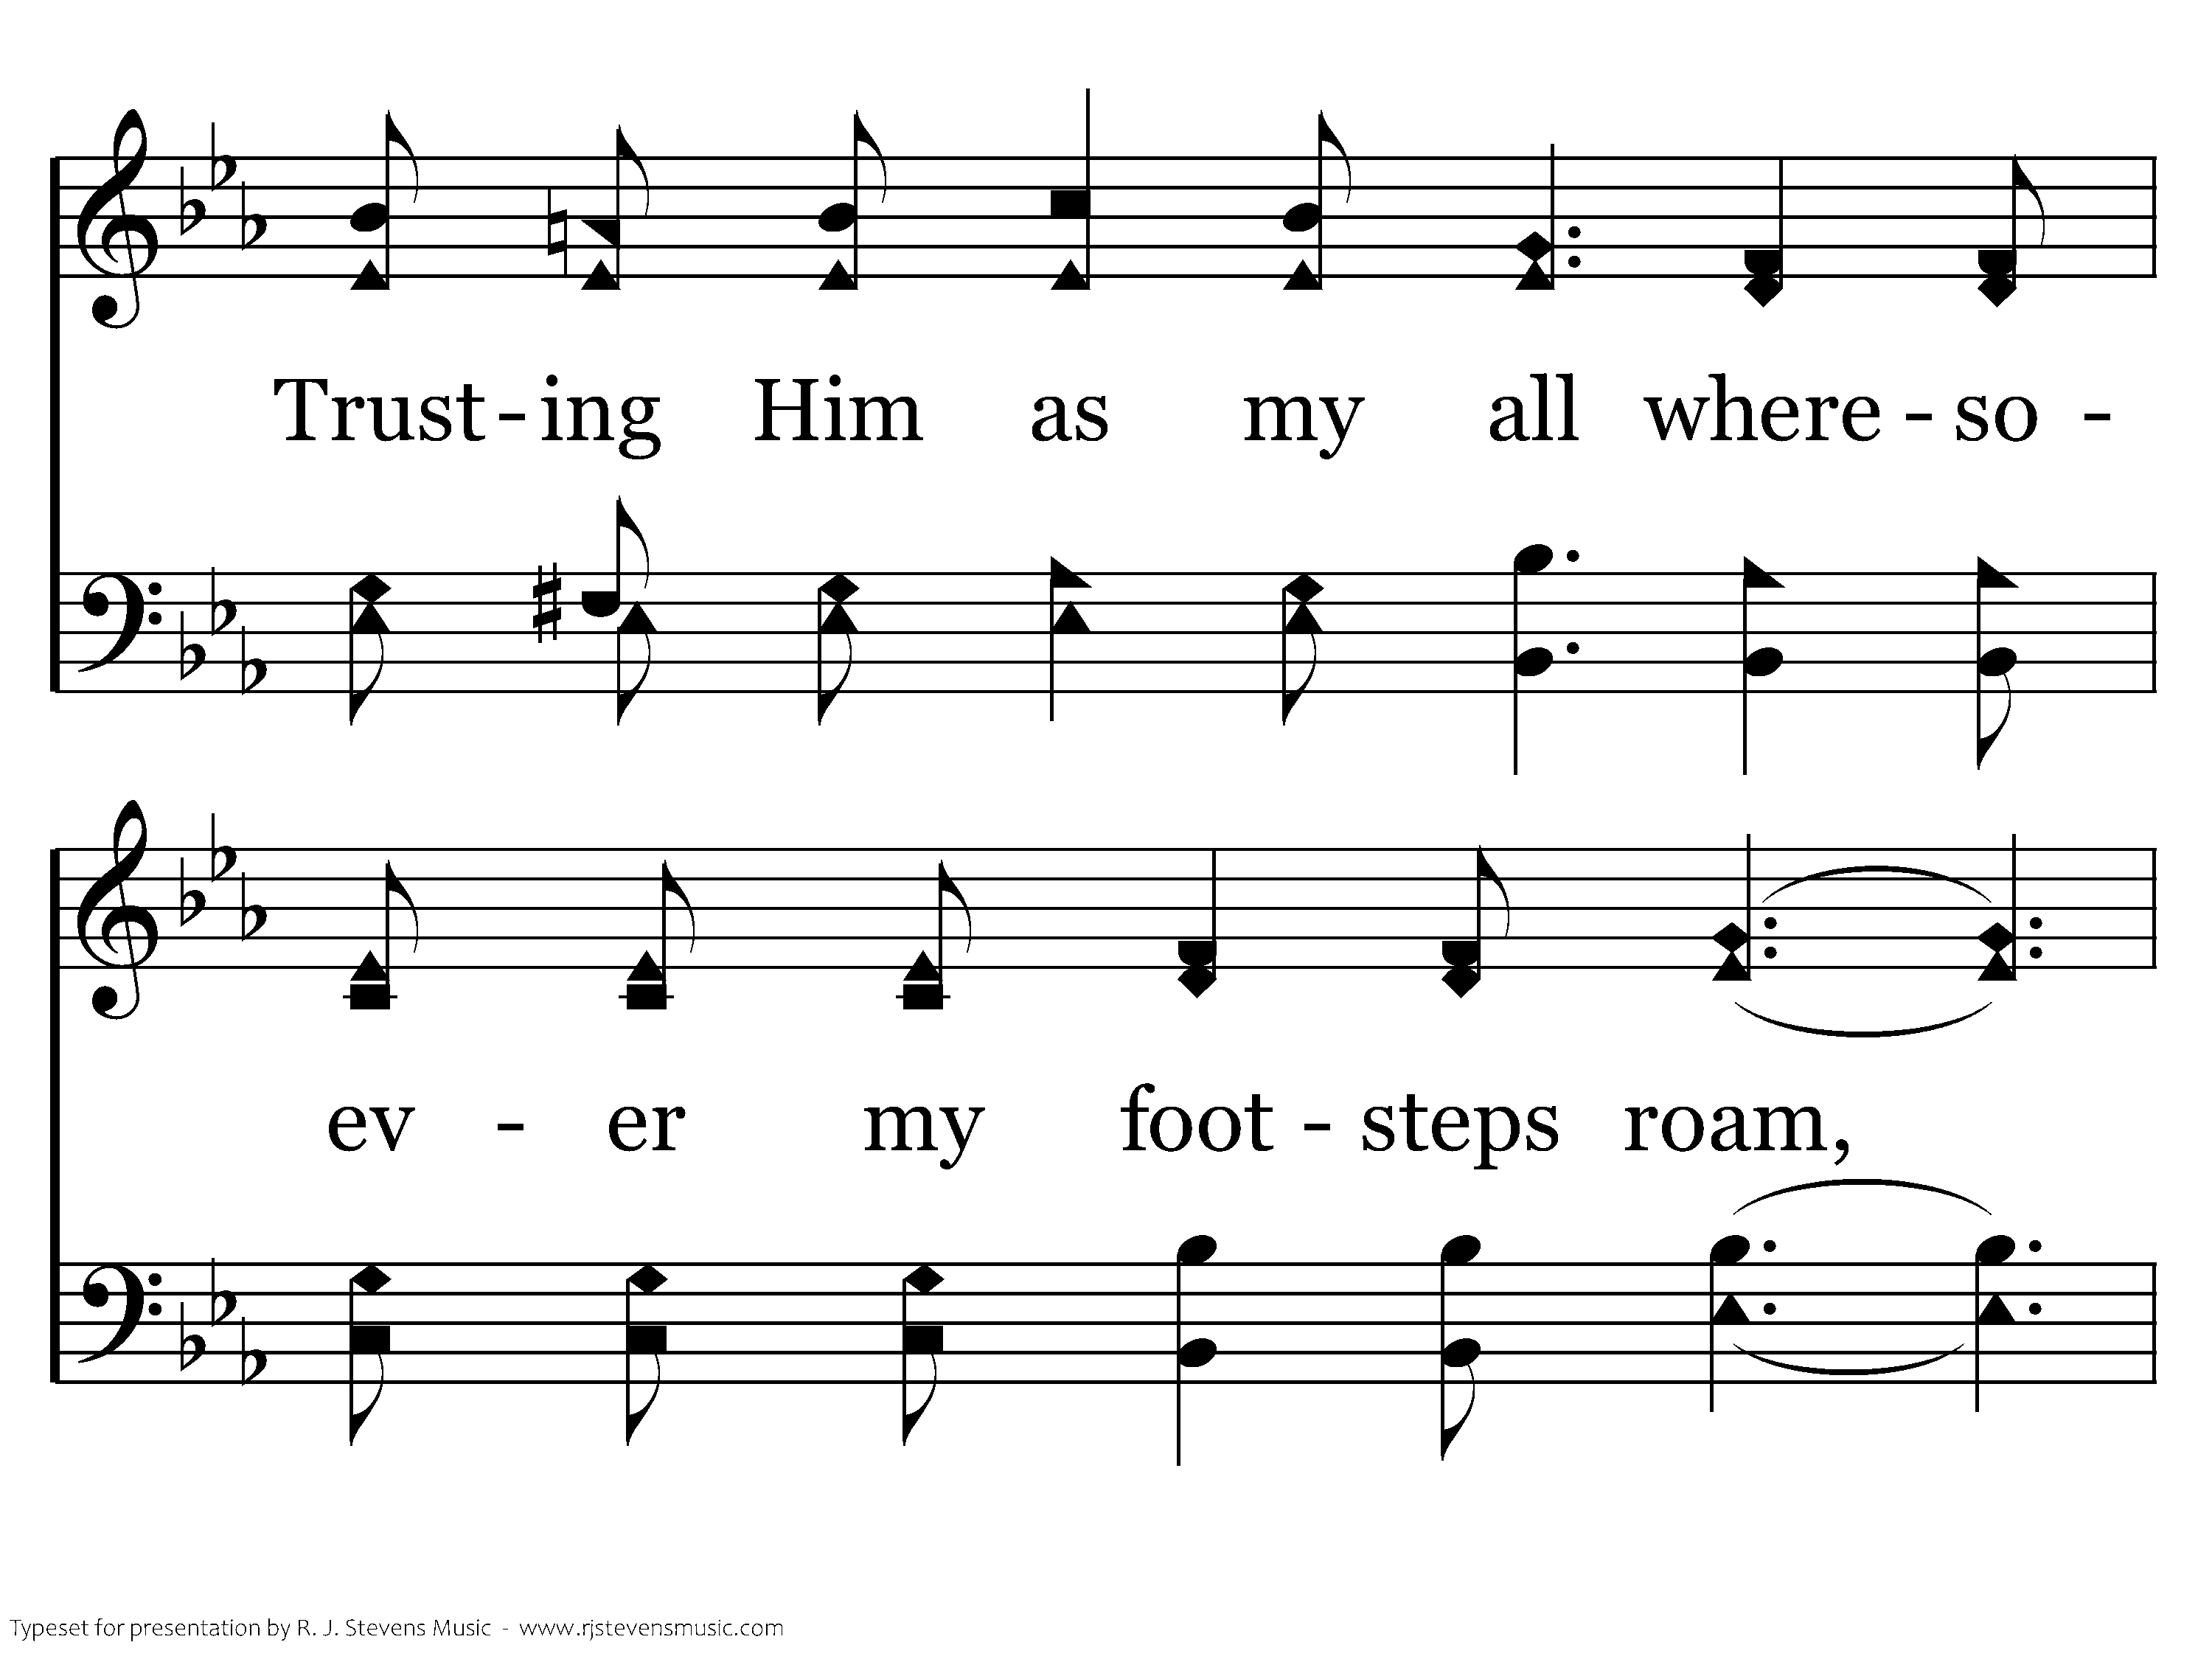 Trust - ing Him as my all where - so -
ev - er my foot - steps roam,
Typeset for presentation by R. J. Stevens Music - www.rjstevensmusic.com